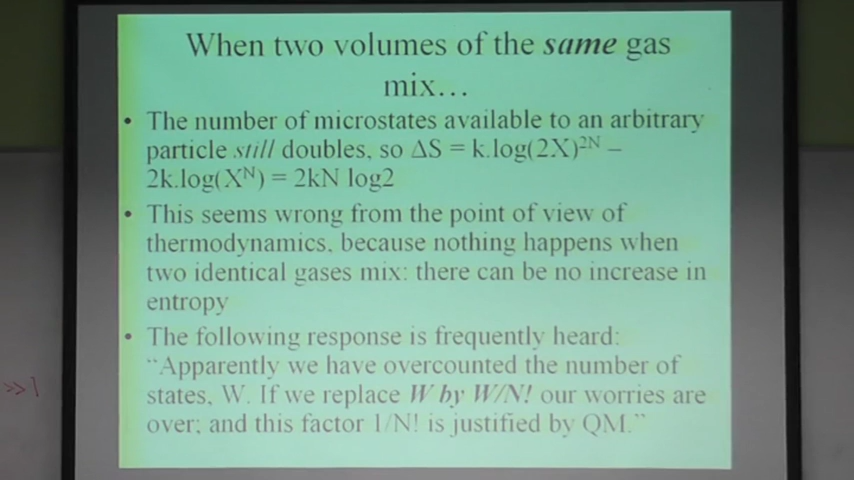 When two volumes of the same gas
mix…
• The number of microstates available to an arbitrary
particle still doubles, so ΔS = k.log(2X)²ᴺ –
2k.log(Xᴺ) = 2kN log2
• This seems wrong from the point of view of
thermodynamics, because nothing happens when
two identical gases mix: there can be no increase in
entropy
• The following response is frequently heard:
“Apparently we have overcounted the number of
states, W. If we replace W by W/N! our worries are
over; and this factor 1/N! is justified by QM.”
>>1